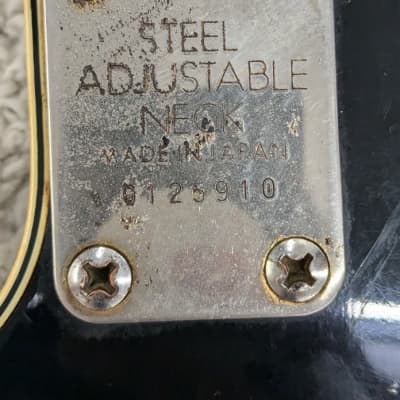 STEEL
ADJUSTABLE
NECK
MADE IN JAPAN
0125910